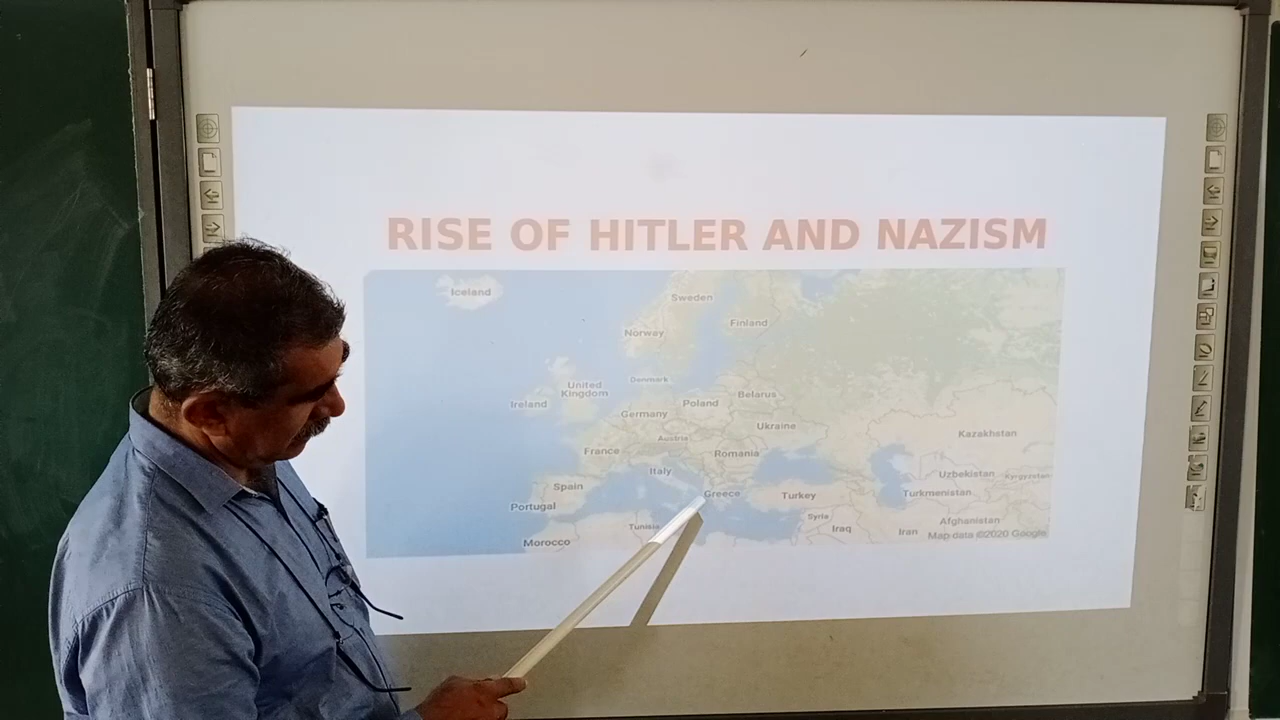 RISE OF HITLER AND NAZISM
Iceland
Sweden
Norway
Finland
Denmark
United
Kingdom
Ireland
Poland
Belarus
Germany
Ukraine
Austria
France
Romania
Kazakhstan
Italy
Spain
Greece
Turkey
Uzbekistan
Kyrgyzstan
Portugal
Turkmenistan
Tunisia
Syria
Iraq
Iran
Afghanistan
Morocco
Map data ©2020 Google